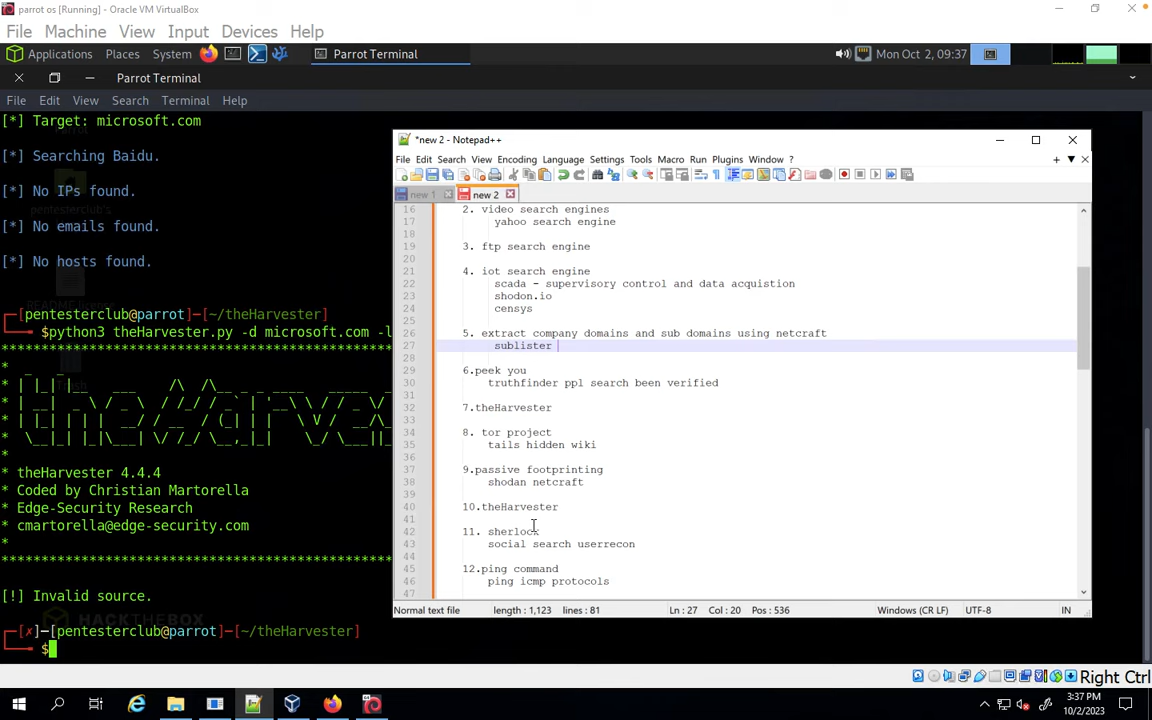 parrot os [Running] - Oracle VM VirtualBox
File Machine View Input Devices Help
Applications Places System Parrot Terminal Mon Oct 2, 09:37
Parrot Terminal
File Edit View Search Terminal Help
[*] Target: microsoft.com
[*] Searching Baidu.
[*] No IPs found.
[*] No emails found.
[*] No hosts found.
[pentesterclub@parrot]-[~/theHarvester]
$python3 theHarvester.py -d microsoft.com -l
* theHarvester 4.4.4
* Coded by Christian Martorella
* Edge-Security Research
* cmartorella@edge-security.com
[!] Invalid source.
HACKTHEBOX
[x]-[pentesterclub@parrot]-[~/theHarvester]
$
*new 2 - Notepad++
File Edit Search View Encoding Language Settings Tools Macro Run Plugins Window ?
new 1 new 2
16 2. video search engines
17 yahoo search engine
18
19 3. ftp search engine
20
21 4. iot search engine
22 scada - supervisory control and data acquistion
23 shodon.io
24 censys
25
26 5. extract company domains and sub domains using netcraft
27 sublister
28
29 6.peek you
30 truthfinder ppl search been verified
31
32 7.theHarvester
33
34 8. tor project
35 tails hidden wiki
36
37 9.passive footprinting
38 shodan netcraft
39
40 10.theHarvester
41
42 11. sherlock
43 social search userrecon
44
45 12.ping command
46 ping icmp protocols
47
Normal text file length : 1,123 lines : 81 Ln : 27 Col : 20 Pos : 536 Windows (CR LF) UTF-8 IN
Right Ctrl
3:37 PM
10/2/2023